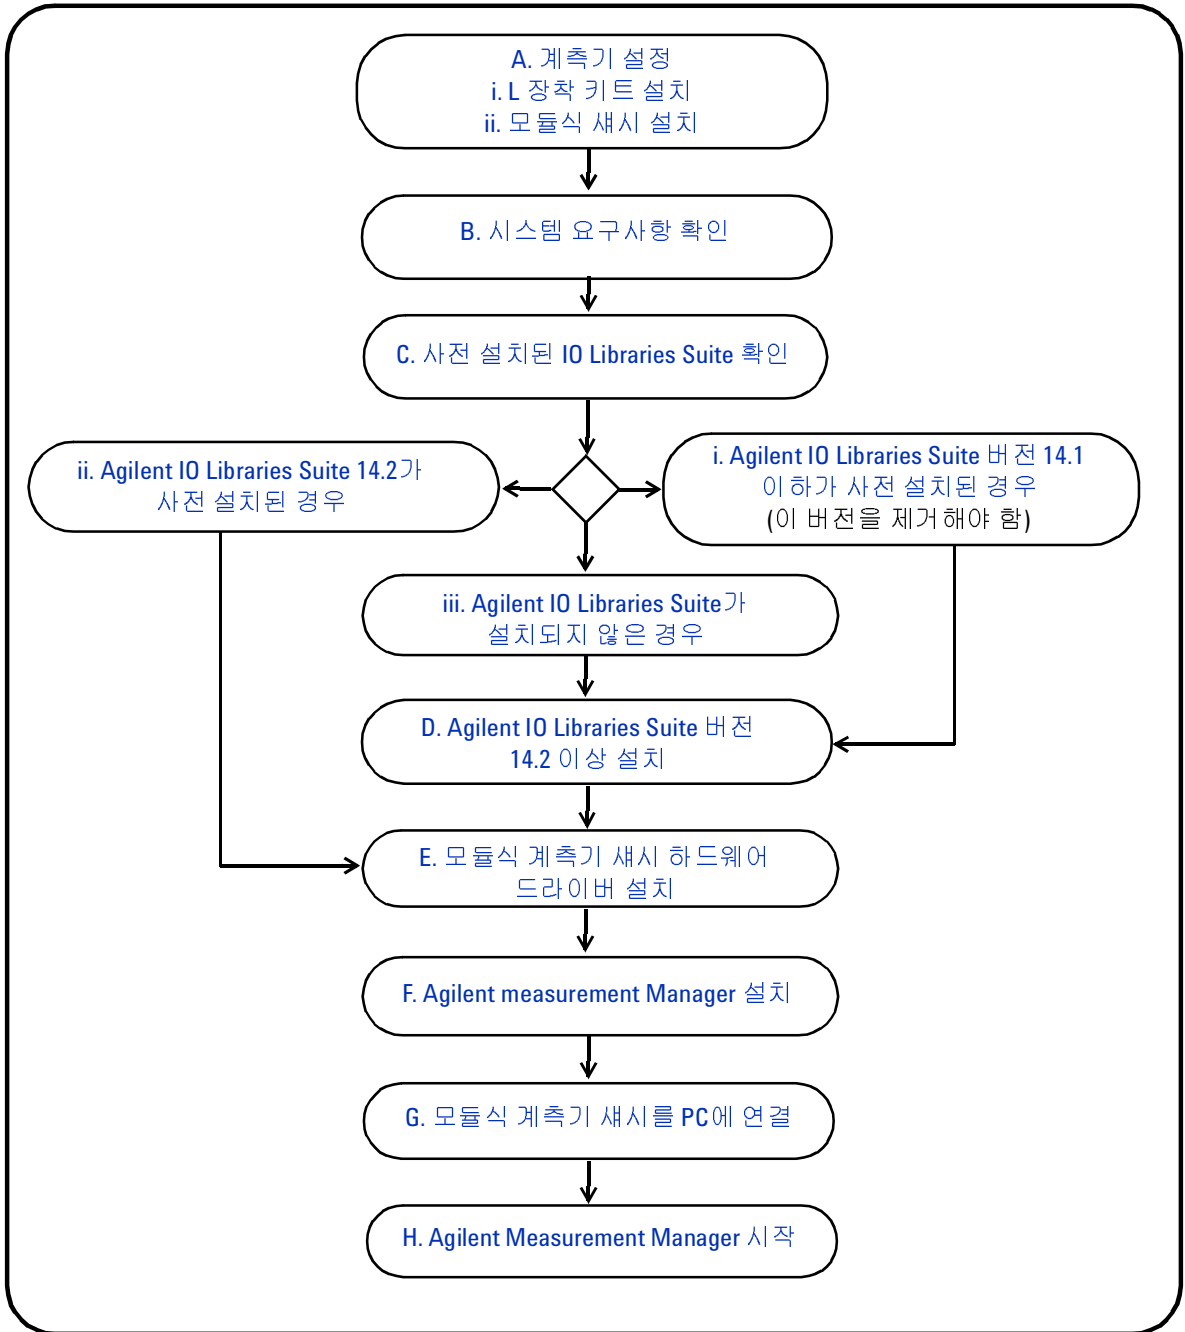 A. 계측기 설정
i. L 장착 키트 설치
ii. 모듈식 섀시 설치
B. 시스템 요구사항 확인
C. 사전 설치된 IO Libraries Suite 확인
ii. Agilent IO Libraries Suite 14.2가
사전 설치된 경우
i. Agilent IO Libraries Suite 버전 14.1
이하가 사전 설치된 경우
(이 버전을 제거해야 함)
iii. Agilent IO Libraries Suite가
설치되지 않은 경우
D. Agilent IO Libraries Suite 버전
14.2 이상 설치
E. 모듈식 계측기 섀시 하드웨어
드라이버 설치
F. Agilent measurement Manager 설치
G. 모듈식 계측기 섀시를 PC에 연결
H. Agilent Measurement Manager 시작